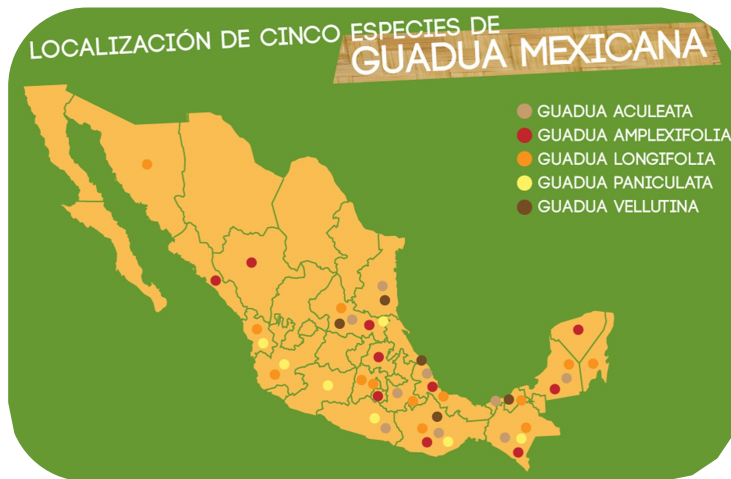 LOCALIZACIÓN DE CINCO ESPECIES DE
GUADUA MEXICANA
GUADUA ACULEATA
GUADUA AMPLEXIFOLIA
GUADUA LONGIFOLIA
GUADUA PANICULATA
GUADUA VELLUTINA